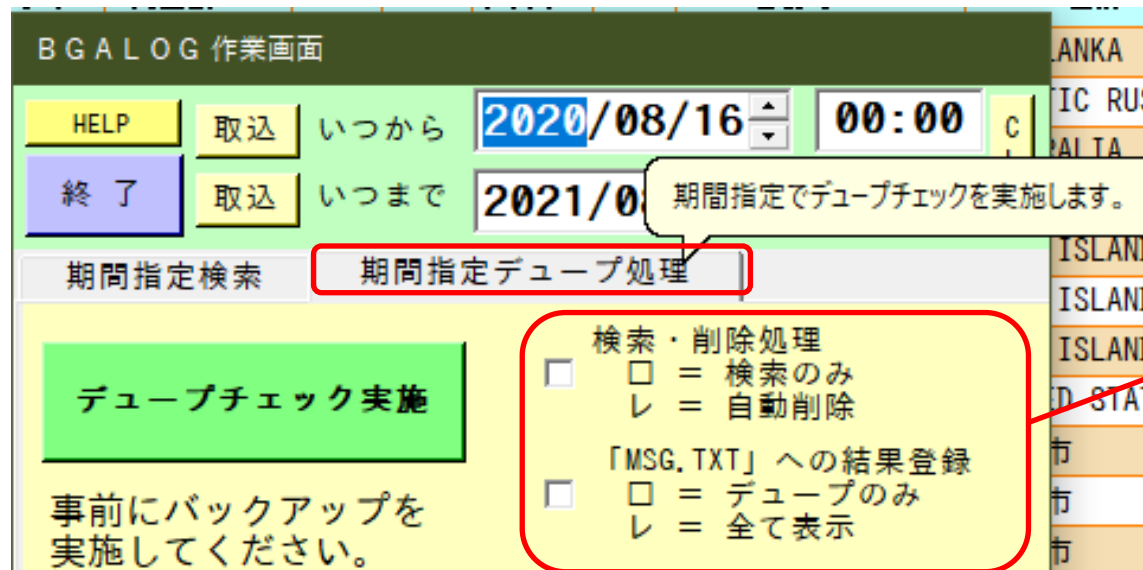 BGALOG 作業画面
HELP
取込
いつから
2020/08/16
00:00
C
終 了
取込
いつまで
2021/0
期間指定でデュープチェックを実施します。
期間指定検索
期間指定デュープ処理
デュープチェック実施
事前にバックアップを
実施してください。
検索・削除処理
□ = 検索のみ
レ = 自動削除
「MSG.TXT」への結果登録
□ = デュープのみ
レ = 全て表示
LANKA
TIC RUS
RALIA
ISLAN
ISLAN
ISLAN
ED STAT
市
市
市